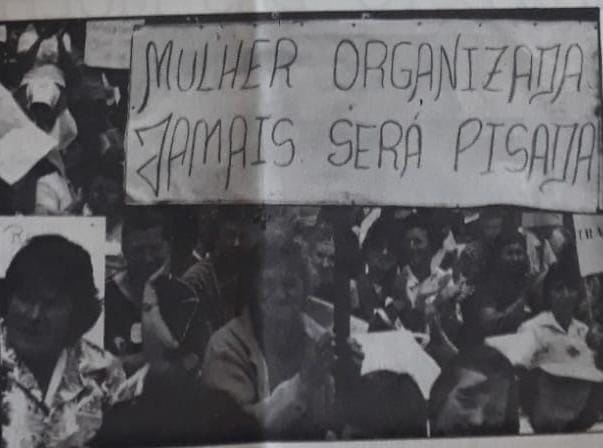 MULHER ORGANIZADA
JAMAIS SERÁ PISADA